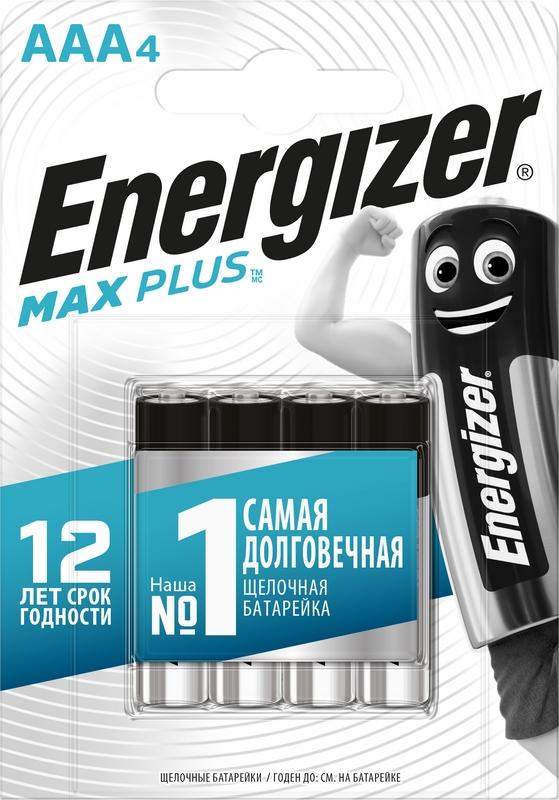 AAA4
Energizer®
MAX PLUS™ MC
Energizer®
12
ЛЕТ СРОК
ГОДНОСТИ
Наша
№1
САМАЯ
ДОЛГОВЕЧНАЯ
ЩЕЛОЧНАЯ
БАТАРЕЙКА
ЩЕЛОЧНЫЕ БАТАРЕЙКИ / ГОДЕН ДО: СМ. НА БАТАРЕЙКЕ